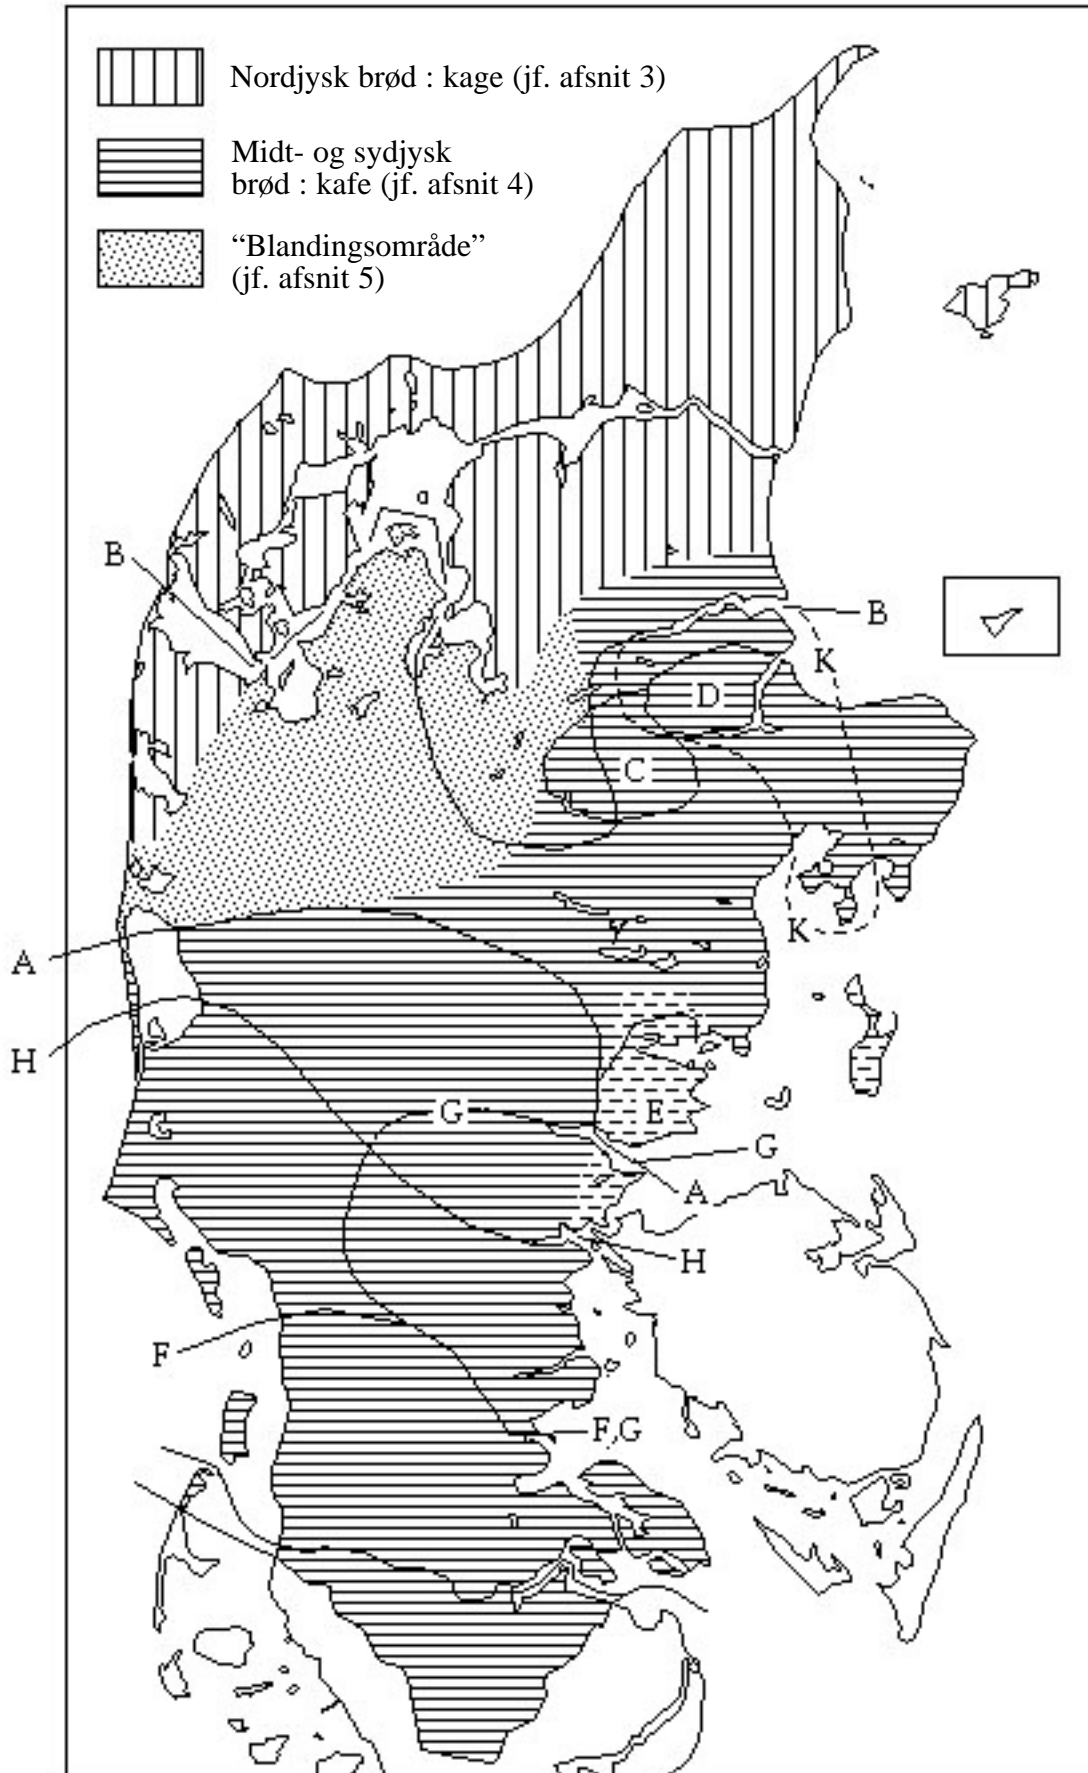 Nordjysk brød : kage (jf. afsnit 3)
Midt- og sydjysk
brød : kafe (jf. afsnit 4)
“Blandingsområde”
(jf. afsnit 5)
B
B
K
D
C
K
A
H
E
G
G
A
H
F
F,G